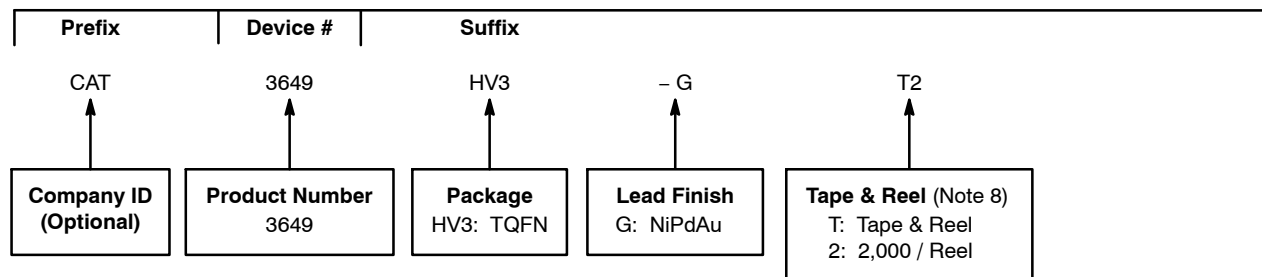 Prefix Device # Suffix
CAT 3649 HV3 – G T2
Company ID
(Optional)
Product Number
3649
Package
HV3: TQFN
Lead Finish
G: NiPdAu
Tape & Reel (Note 8)
T: Tape & Reel
2: 2,000 / Reel